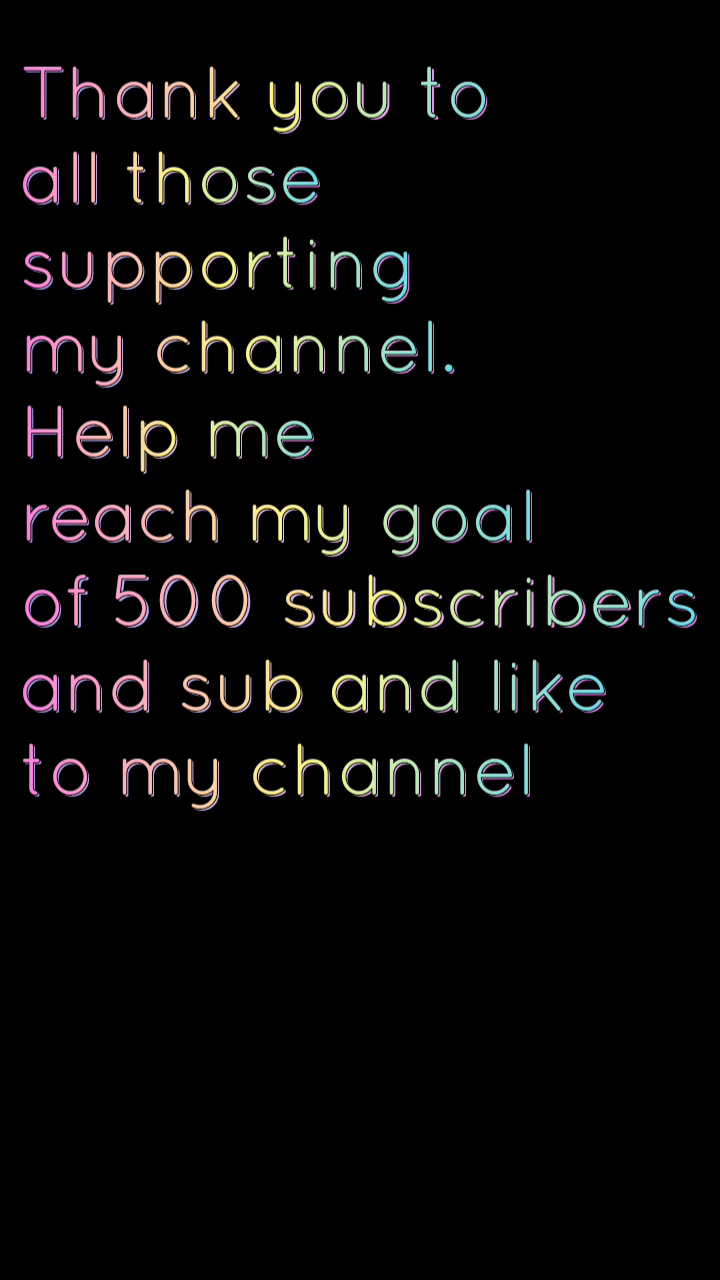 Thank you to
all those
supporting
my channel.
Help me
reach my goal
of 500 subscribers
and sub and like
to my channel